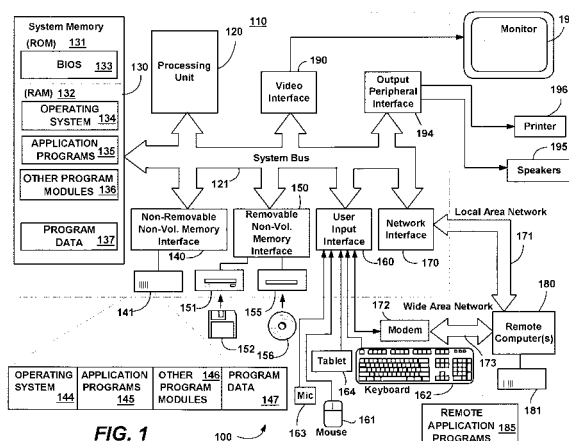 System Memory
(ROM) 131
BIOS 133
130
(RAM) 132
OPERATING
SYSTEM 134
APPLICATION
PROGRAMS 135
OTHER PROGRAM
MODULES 136
PROGRAM
DATA 137
120
110
Processing
Unit
190
Video
Interface
Output
Peripheral
Interface
194
Monitor
19
196
Printer
195
Speakers
System Bus
121
Non-Removable
Non-Vol. Memory
Interface
140
150
Removable
Non-Vol.
Memory
Interface
User
Input
Interface
160
Network
Interface
170
Local Area Network
171
141
151
152
155
156
172
Modem
Wide Area Network
173
180
Remote
Computer(s)
181
Tablet
164
Keyboard
162
Mic
163
Mouse
161
OPERATING
SYSTEM
144
APPLICATION
PROGRAMS
145
OTHER 146
PROGRAM
MODULES
PROGRAM
DATA
147
REMOTE
APPLICATION
PROGRAMS 185
FIG. 1
100